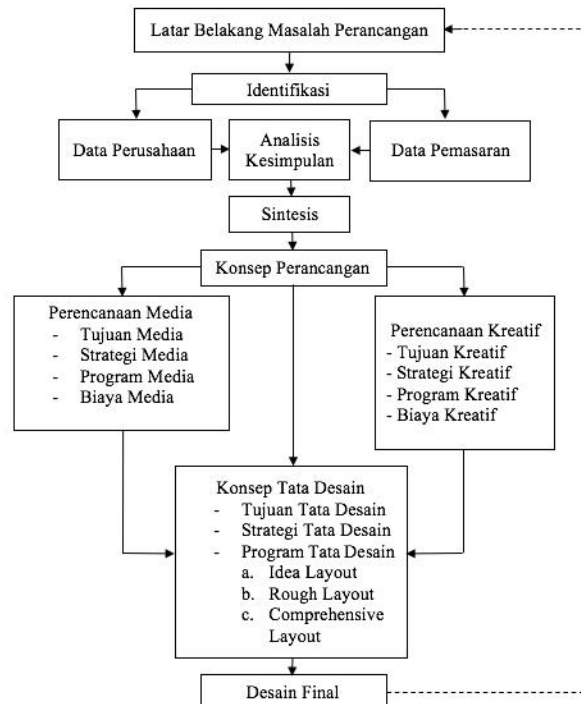 Latar Belakang Masalah Perancangan
Identifikasi
Data Perusahaan
Analisis
Kesimpulan
Data Pemasaran
Sintesis
Konsep Perancangan
Perencanaan Media
- Tujuan Media
- Strategi Media
- Program Media
- Biaya Media
Perencanaan Kreatif
- Tujuan Kreatif
- Strategi Kreatif
- Program Kreatif
- Biaya Kreatif
Konsep Tata Desain
- Tujuan Tata Desain
- Strategi Tata Desain
- Program Tata Desain
a. Idea Layout
b. Rough Layout
c. Comprehensive
Layout
Desain Final